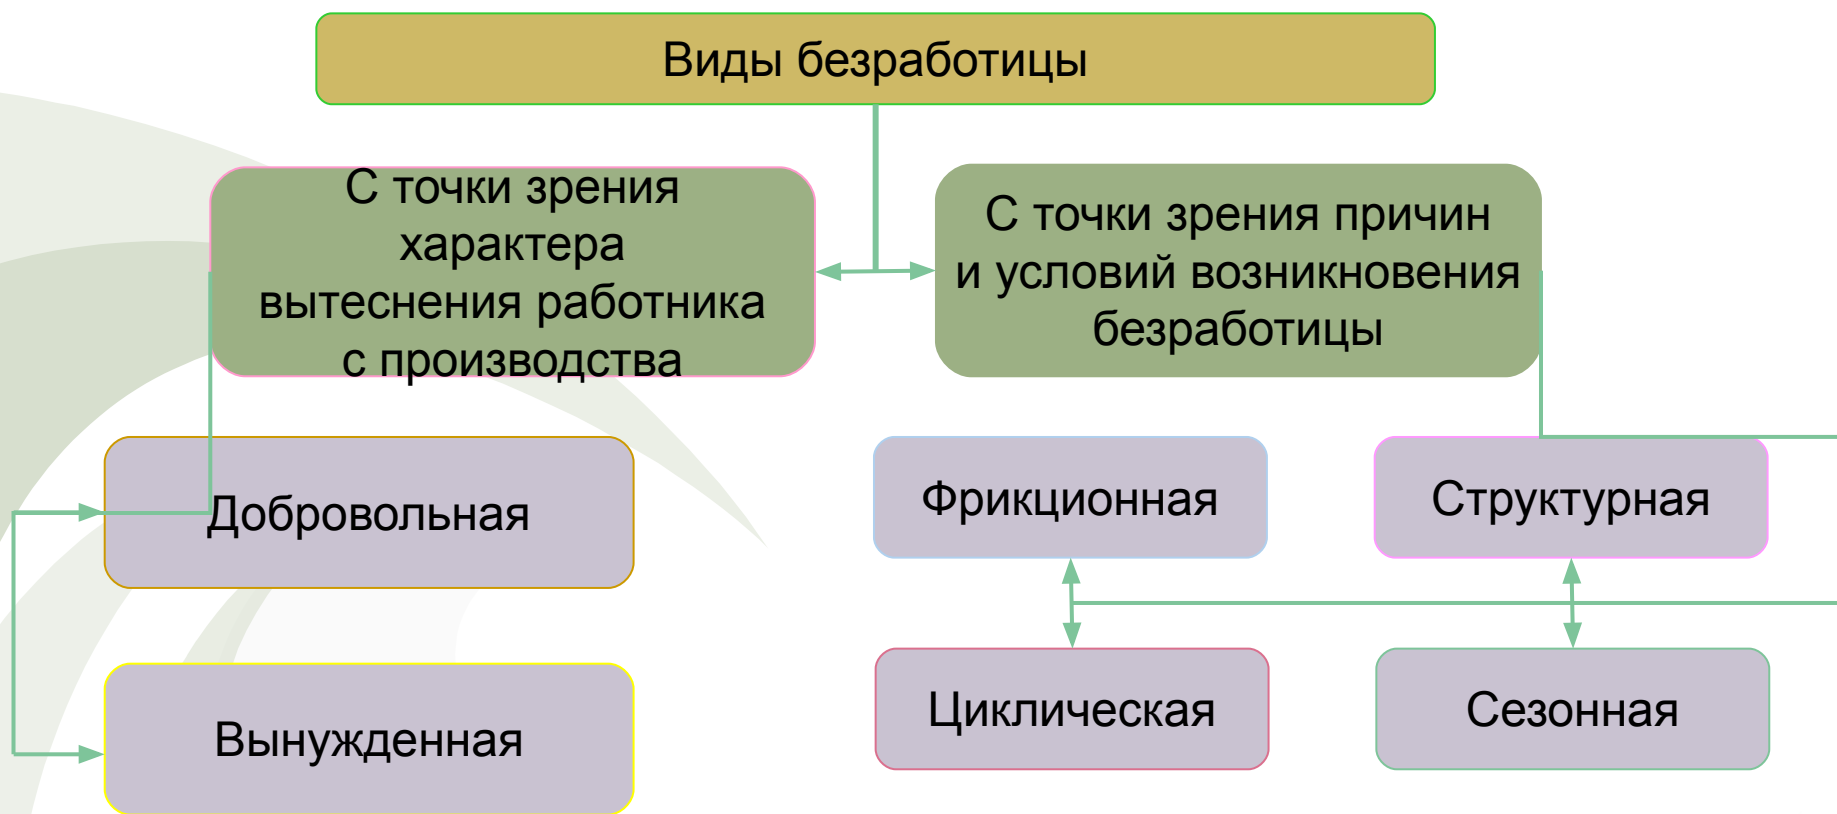 Виды безработицы
С точки зрения
характера
вытеснения работника
с производства
С точки зрения причин
и условий возникновения
безработицы
Добровольная
Вынужденная
Фрикционная
Структурная
Циклическая
Сезонная